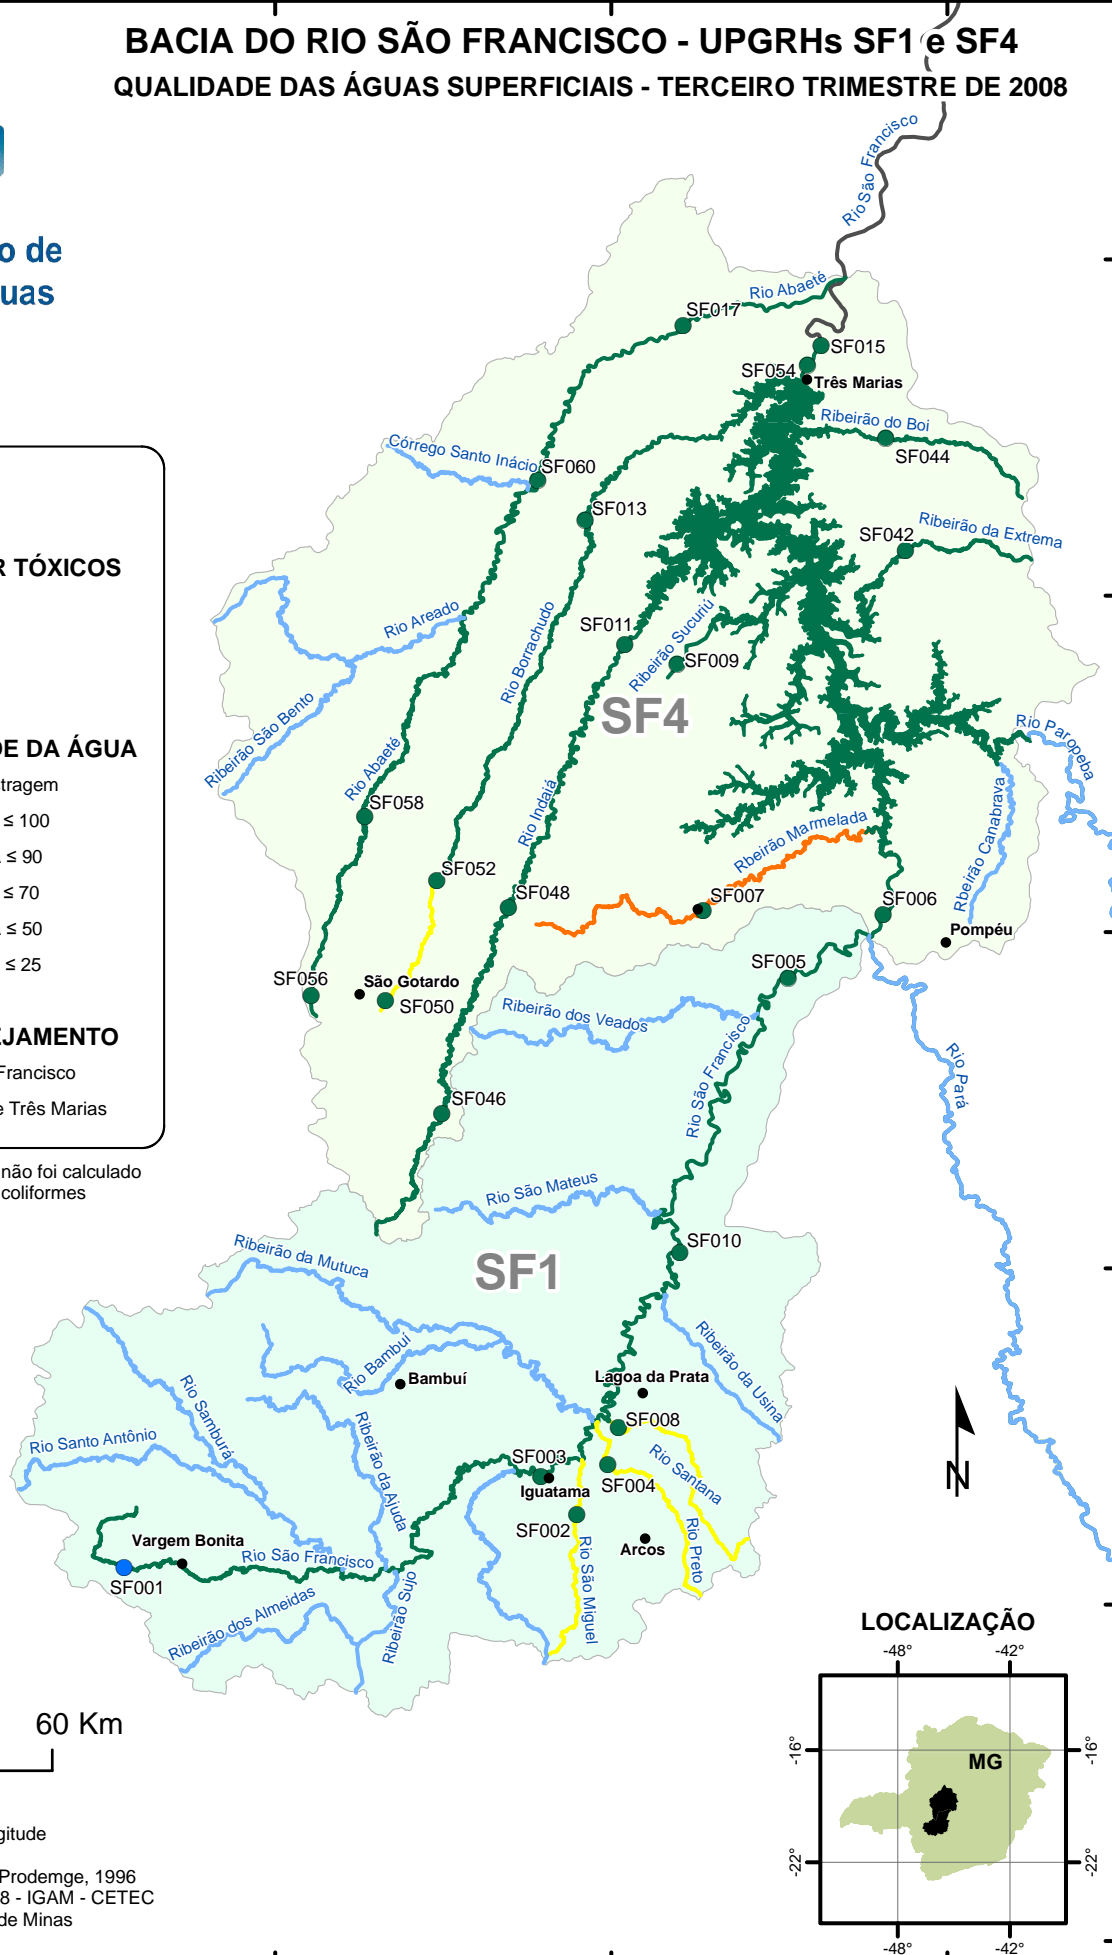 BACIA DO RIO SÃO FRANCISCO - UPGRHs SF1 e SF4
QUALIDADE DAS ÁGUAS SUPERFICIAIS - TERCEIRO TRIMESTRE DE 2008
Rio São Francisco
o de
uas
Rio Abaeté
SF017
SF015
SF054
Três Marias
Ribeirão do Boi
SF044
Córrego Santo Inácio
SF060
SF013
SF042
Ribeirão da Extrema
R TÓXICOS
Rio Areado
Rio Borrachudo
SF011
Ribeirão Sucuriú
SF009
SF4
Ribeirão São Bento
Rio Paropeba
DE DA ÁGUA
tragem
≤ 100
≤ 90
≤ 70
≤ 50
≤ 25
Rio Abaeté
SF058
Rio Indaiá
Rbeirão Marmelada
Rbeirão Canabrava
SF052
SF048
SF007
SF006
Pompéu
SF005
SF056
São Gotardo
SF050
Ribeirão dos Veados
Rio São Francisco
Rio Pará
EJAMENTO
Francisco
e Três Marias
SF046
não foi calculado
coliformes
Rio São Mateus
SF010
Ribeirão da Mutuca
SF1
Ribeirão da Usina
Rio Bambuí
Bambuí
Lagoa da Prata
Rio Samburá
Ribeirão da Ajuda
SF008
Rio Santo Antônio
SF003
Iguatama
SF004
Rio Santana
SF002
Arcos
Rio Preto
Vargem Bonita
Rio São Francisco
SF001
Ribeirão dos Almeidas
Ribeirão Sujo
Rio São Miguel
N
LOCALIZAÇÃO
-48° -42°
-16° -16°
MG
-22° -22°
-48° -42°
60 Km
gitude
Prodemge, 1996
8 - IGAM - CETEC
de Minas